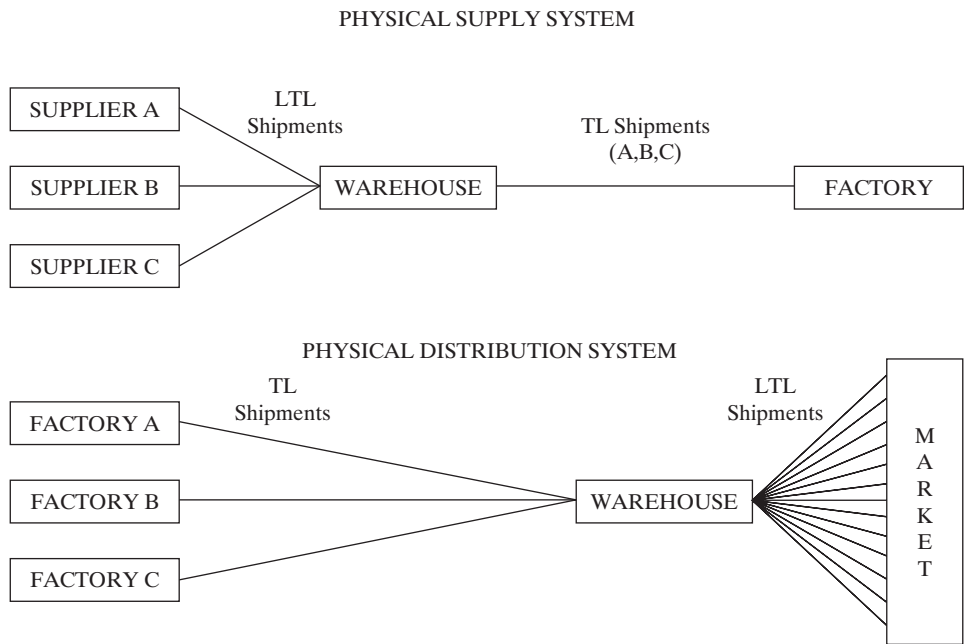 PHYSICAL SUPPLY SYSTEM
SUPPLIER A
LTL
Shipments
TL Shipments
(A,B,C)
SUPPLIER B
WAREHOUSE
FACTORY
SUPPLIER C
PHYSICAL DISTRIBUTION SYSTEM
TL
Shipments
LTL
Shipments
FACTORY A
FACTORY B
WAREHOUSE
FACTORY C
M
A
R
K
E
T